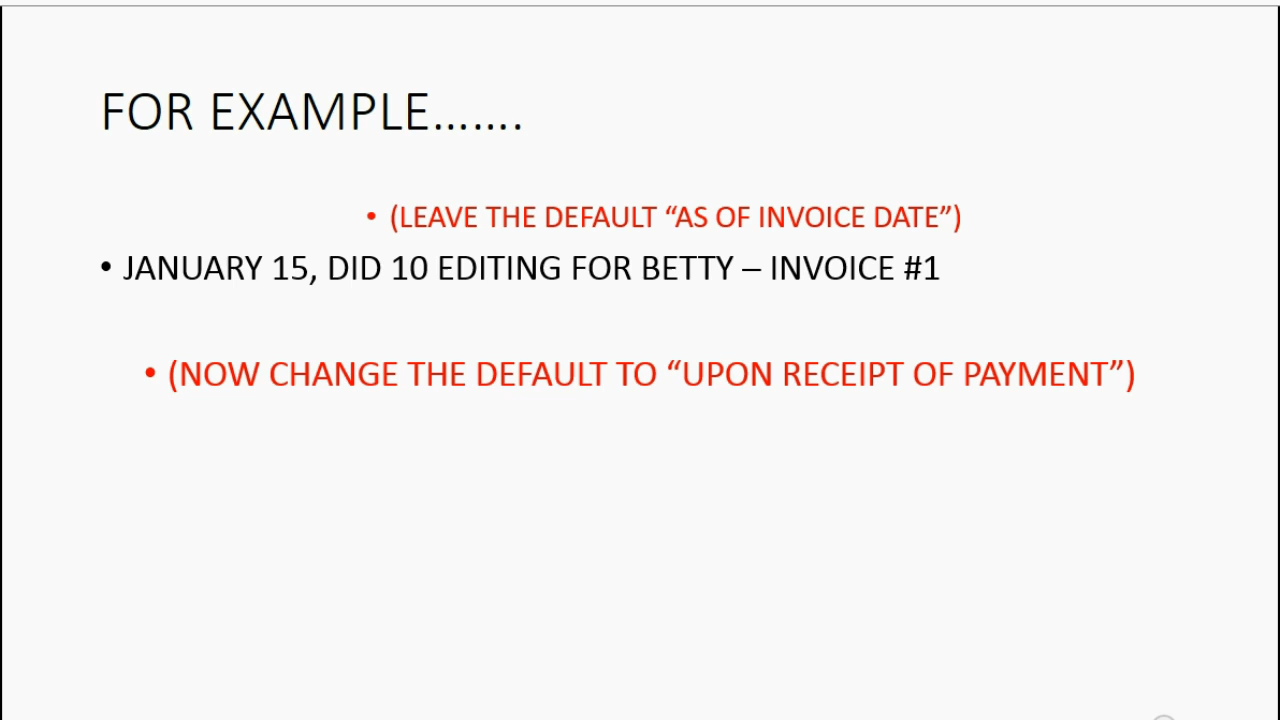 FOR EXAMPLE…….
• (LEAVE THE DEFAULT “AS OF INVOICE DATE”)
• JANUARY 15, DID 10 EDITING FOR BETTY – INVOICE #1
• (NOW CHANGE THE DEFAULT TO “UPON RECEIPT OF PAYMENT”)